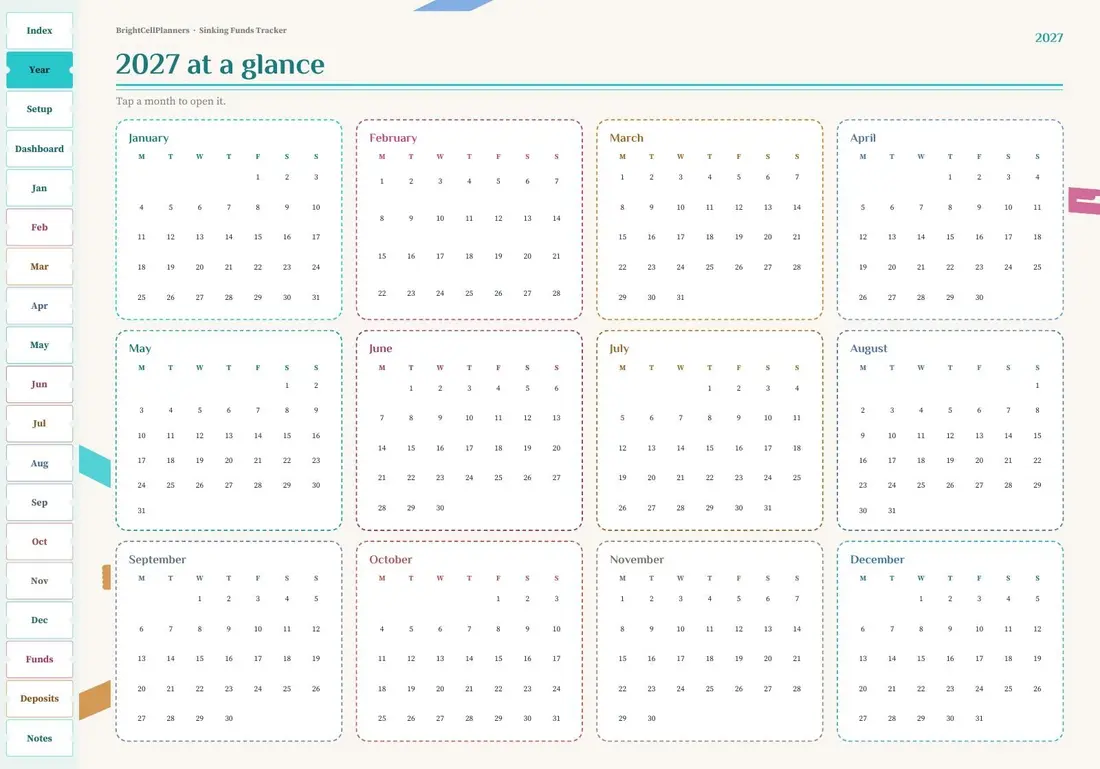 Index
Year
Setup
Dashboard
Jan
Feb
Mar
Apr
May
Jun
Jul
Aug
Sep
Oct
Nov
Dec
Funds
Deposits
Notes
BrightCellPlanners · Sinking Funds Tracker
2027
2027 at a glance
Tap a month to open it.
January
M T W T F S S
1 2 3
4 5 6 7 8 9 10
11 12 13 14 15 16 17
18 19 20 21 22 23 24
25 26 27 28 29 30 31
February
M T W T F S S
1 2 3 4 5 6 7
8 9 10 11 12 13 14
15 16 17 18 19 20 21
22 23 24 25 26 27 28
March
M T W T F S S
1 2 3 4 5 6 7
8 9 10 11 12 13 14
15 16 17 18 19 20 21
22 23 24 25 26 27 28
29 30 31
April
M T W T F S S
1 2 3 4
5 6 7 8 9 10 11
12 13 14 15 16 17 18
19 20 21 22 23 24 25
26 27 28 29 30
May
M T W T F S S
1 2
3 4 5 6 7 8 9
10 11 12 13 14 15 16
17 18 19 20 21 22 23
24 25 26 27 28 29 30
31
June
M T W T F S S
1 2 3 4 5 6
7 8 9 10 11 12 13
14 15 16 17 18 19 20
21 22 23 24 25 26 27
28 29 30
July
M T W T F S S
1 2 3 4
5 6 7 8 9 10 11
12 13 14 15 16 17 18
19 20 21 22 23 24 25
26 27 28 29 30 31
August
M T W T F S S
1
2 3 4 5 6 7 8
9 10 11 12 13 14 15
16 17 18 19 20 21 22
23 24 25 26 27 28 29
30 31
September
M T W T F S S
1 2 3 4 5
6 7 8 9 10 11 12
13 14 15 16 17 18 19
20 21 22 23 24 25 26
27 28 29 30
October
M T W T F S S
1 2 3
4 5 6 7 8 9 10
11 12 13 14 15 16 17
18 19 20 21 22 23 24
25 26 27 28 29 30 31
November
M T W T F S S
1 2 3 4 5 6 7
8 9 10 11 12 13 14
15 16 17 18 19 20 21
22 23 24 25 26 27 28
29 30
December
M T W T F S S
1 2 3 4 5
6 7 8 9 10 11 12
13 14 15 16 17 18 19
20 21 22 23 24 25 26
27 28 29 30 31